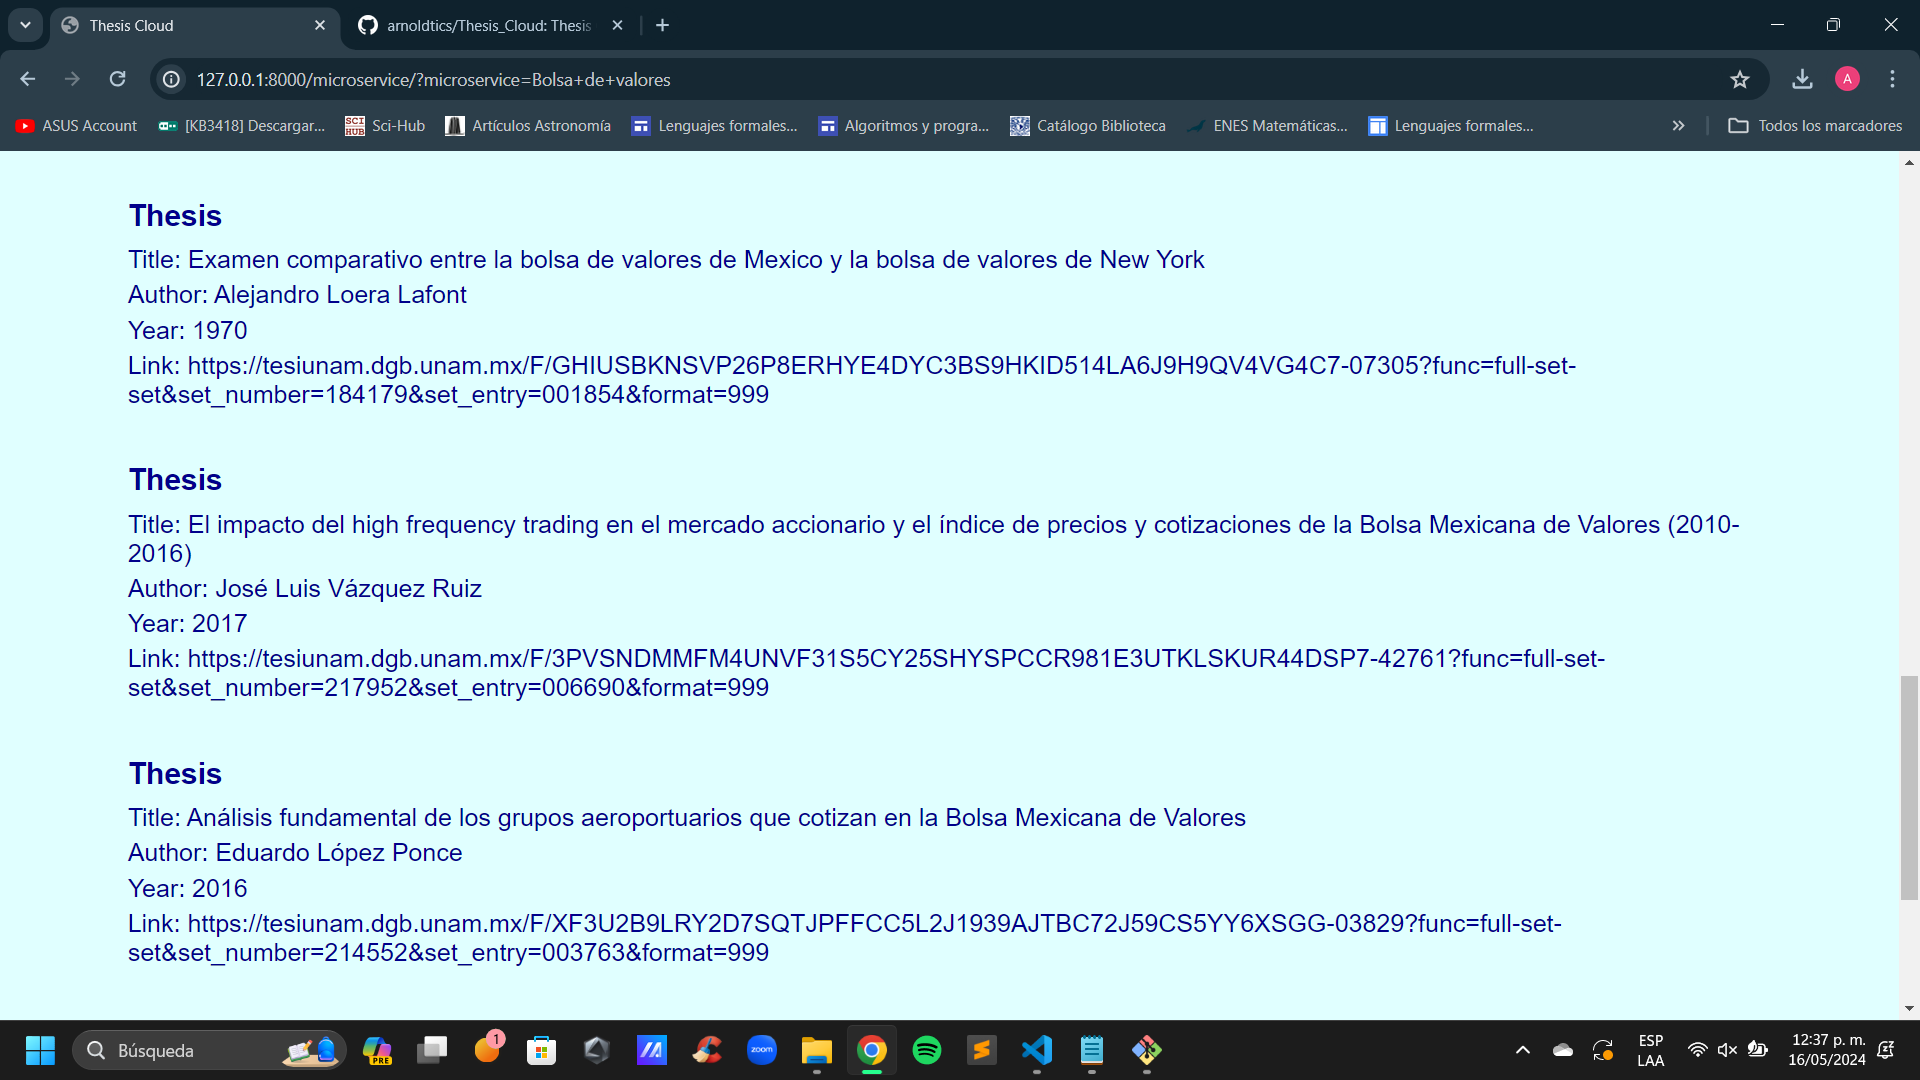 Thesis Cloud
arnoldtics/Thesis_Cloud: Thesis
127.0.0.1:8000/microservice/?microservice=Bolsa+de+valores
A
ASUS Account
[KB3418] Descargar...
SCI HUB
Sci-Hub
Artículos Astronomía
Lenguajes formales...
Algoritmos y progra...
Catálogo Biblioteca
ENES Matemáticas...
Lenguajes formales...
Todos los marcadores
Thesis
Title: Examen comparativo entre la bolsa de valores de Mexico y la bolsa de valores de New York
Author: Alejandro Loera Lafont
Year: 1970
Link: https://tesiunam.dgb.unam.mx/F/GHIUSBKNSVP26P8ERHYE4DYC3BS9HKID514LA6J9H9QV4VG4C7-07305?func=full-set-
set&set_number=184179&set_entry=001854&format=999
Thesis
Title: El impacto del high frequency trading en el mercado accionario y el índice de precios y cotizaciones de la Bolsa Mexicana de Valores (2010-
2016)
Author: José Luis Vázquez Ruiz
Year: 2017
Link: https://tesiunam.dgb.unam.mx/F/3PVSNDMMFM4UNVF31S5CY25SHYSPCCR981E3UTKLSKUR44DSP7-42761?func=full-set-
set&set_number=217952&set_entry=006690&format=999
Thesis
Title: Análisis fundamental de los grupos aeroportuarios que cotizan en la Bolsa Mexicana de Valores
Author: Eduardo López Ponce
Year: 2016
Link: https://tesiunam.dgb.unam.mx/F/XF3U2B9LRY2D7SQTJPFFCC5L2J1939AJTBC72J59CS5YY6XSGG-03829?func=full-set-
set&set_number=214552&set_entry=003763&format=999
Búsqueda
PRE
1
zoom
ESP
LAA
12:37 p. m.
16/05/2024